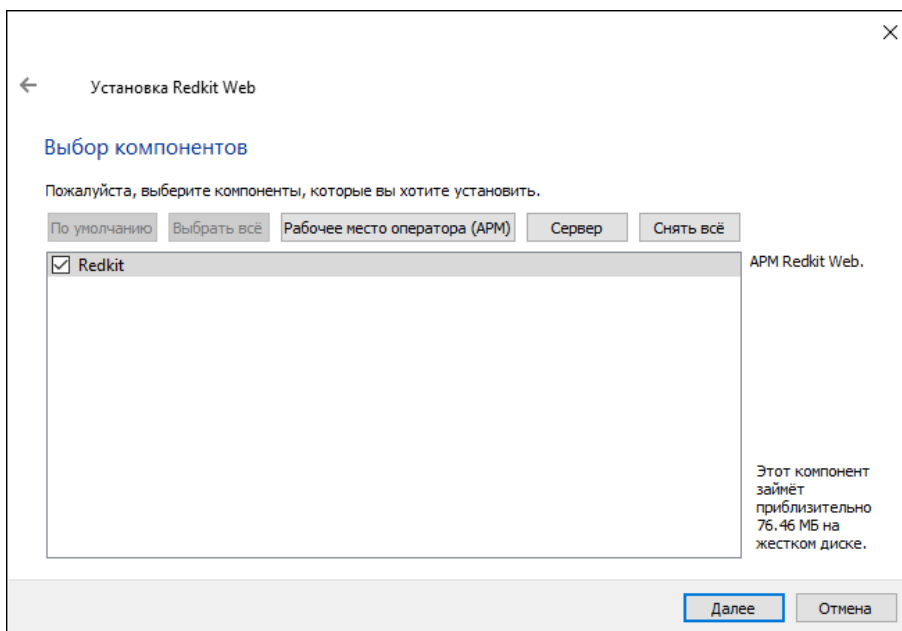 Установка Redkit Web
Выбор компонентов
Пожалуйста, выберите компоненты, которые вы хотите установить.
По умолчанию Выбрать всё Рабочее место оператора (АРМ) Сервер Снять всё
Redkit
АРМ Redkit Web.
Этот компонент
займёт
приблизительно
76.46 МБ на
жестком диске.
Далее Отмена